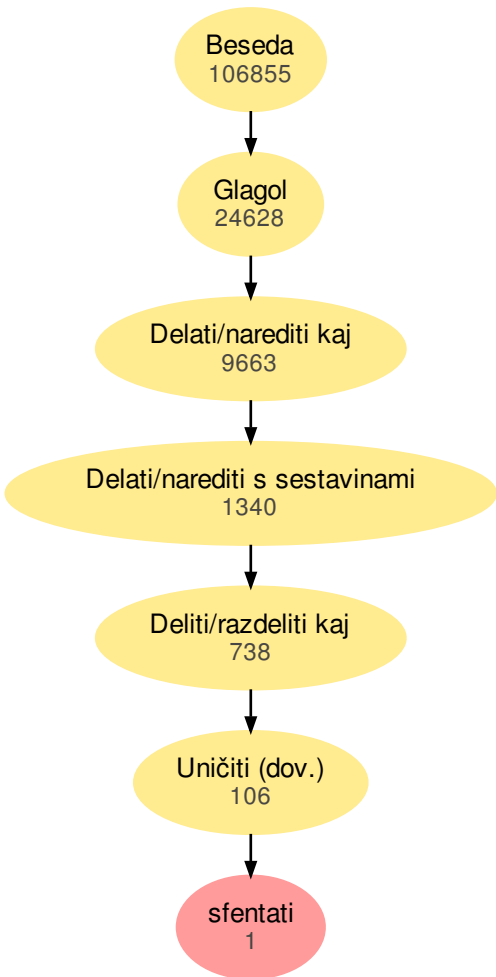 Beseda
106855
Glagol
24628
Delati/narediti kaj
9663
Delati/narediti s sestavinami
1340
Deliti/razdeliti kaj
738
Uničiti (dov.)
106
sfentati
1